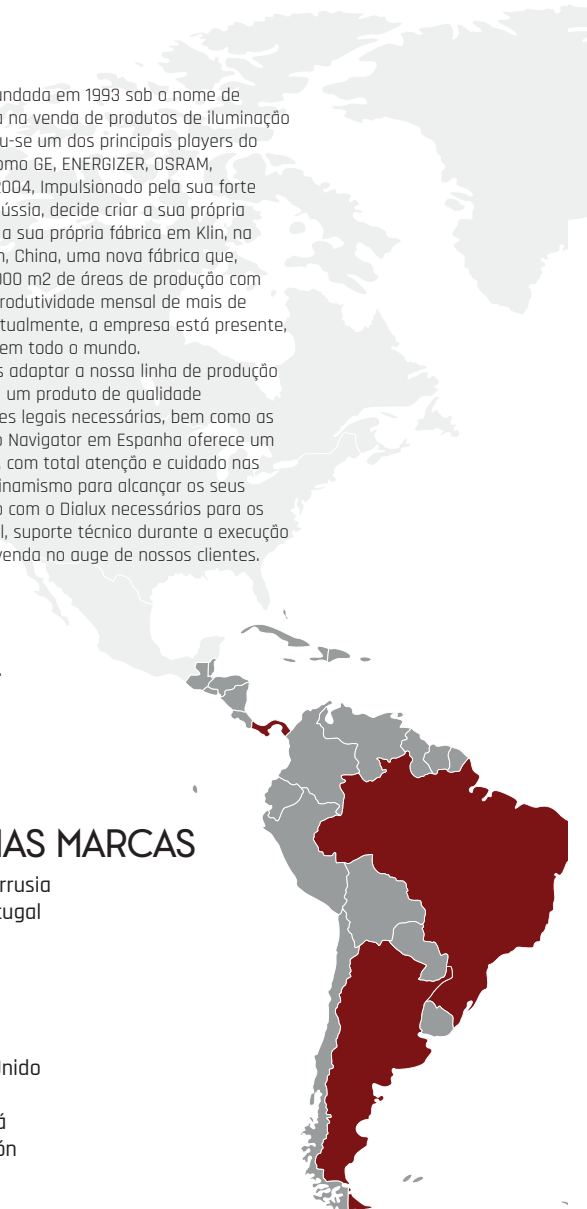 undada em 1993 sob o nome de
a na venda de produtos de iluminação
u-se um dos principais players do
omo GE, ENERGIZER, OSRAM,
2004, Impulsionado pela sua forte
ússia, decide criar a sua própria
a sua própria fábrica em Klin, na
n, China, uma nova fábrica que,
000 m2 de áreas de produção com
rodutividade mensal de mais de
tualmente, a empresa está presente,
em todo o mundo.
s adaptar a nossa linha de produção
um produto de qualidade
es legais necessárias, bem como as
o Navigator em Espanha oferece um
, com total atenção e cuidado nas
inamismo para alcançar os seus
o com o Dialux necessários para os
l, suporte técnico durante a execução
venda no auge de nossos clientes.
IAS MARCAS
rrusia
tugal
Unido
á
ón